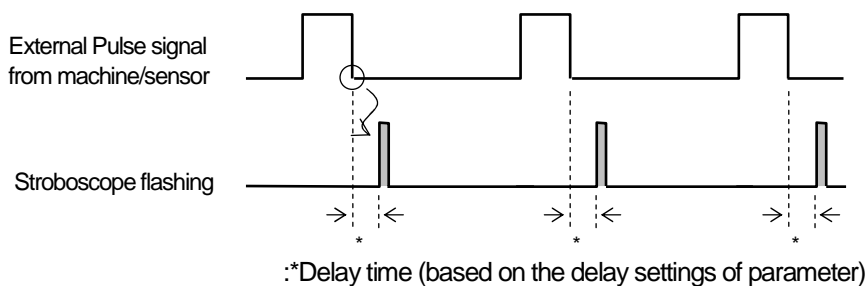 External Pulse signal
from machine/sensor
Stroboscope flashing
* * *
:*Delay time (based on the delay settings of parameter)